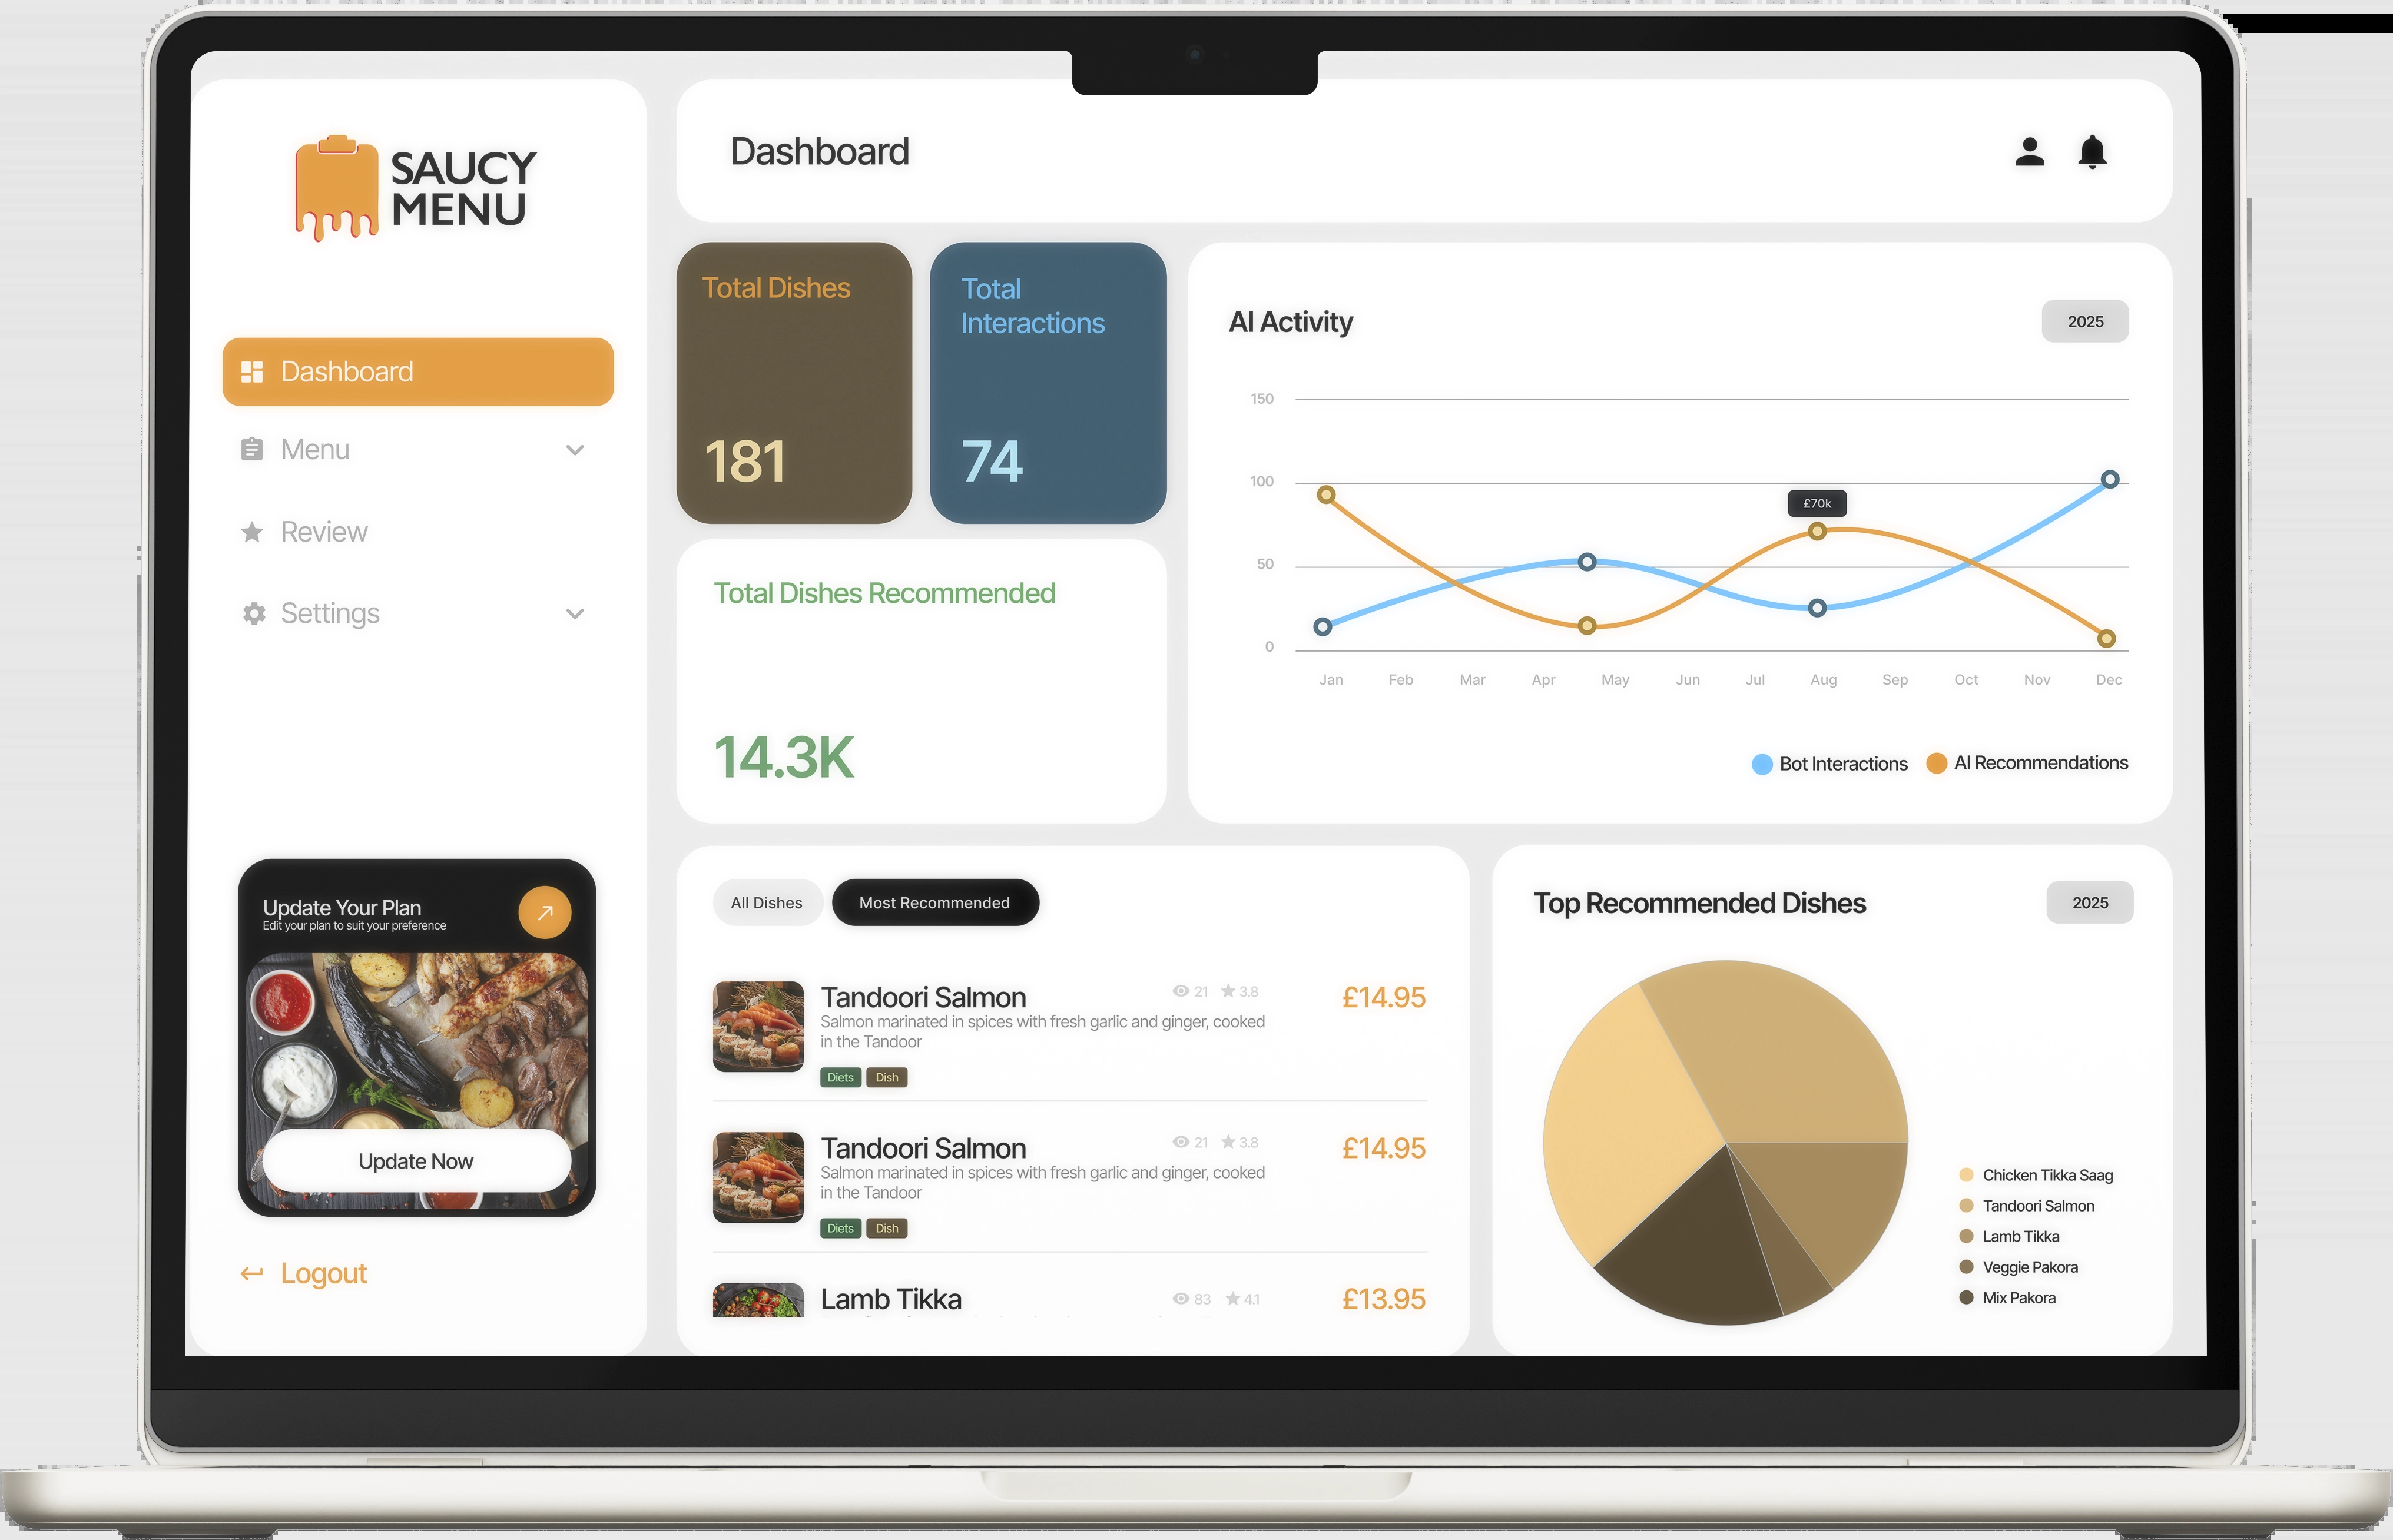 SAUCY
MENU
Dashboard
Menu
Review
Settings
Update Your Plan
Edit your plan to suit your preference
Update Now
Logout
Dashboard
Total Dishes
181
Total
Interactions
74
Total Dishes Recommended
14.3K
AI Activity
2025
150
100
50
0
£70k
Jan Feb Mar Apr May Jun Jul Aug Sep Oct Nov Dec
Bot Interactions AI Recommendations
All Dishes Most Recommended
Tandoori Salmon 21 3.8 £14.95
Salmon marinated in spices with fresh garlic and ginger, cooked
in the Tandoor
Diets Dish
Tandoori Salmon 21 3.8 £14.95
Salmon marinated in spices with fresh garlic and ginger, cooked
in the Tandoor
Diets Dish
Lamb Tikka 83 4.1 £13.95
Top Recommended Dishes
2025
Chicken Tikka Saag
Tandoori Salmon
Lamb Tikka
Veggie Pakora
Mix Pakora